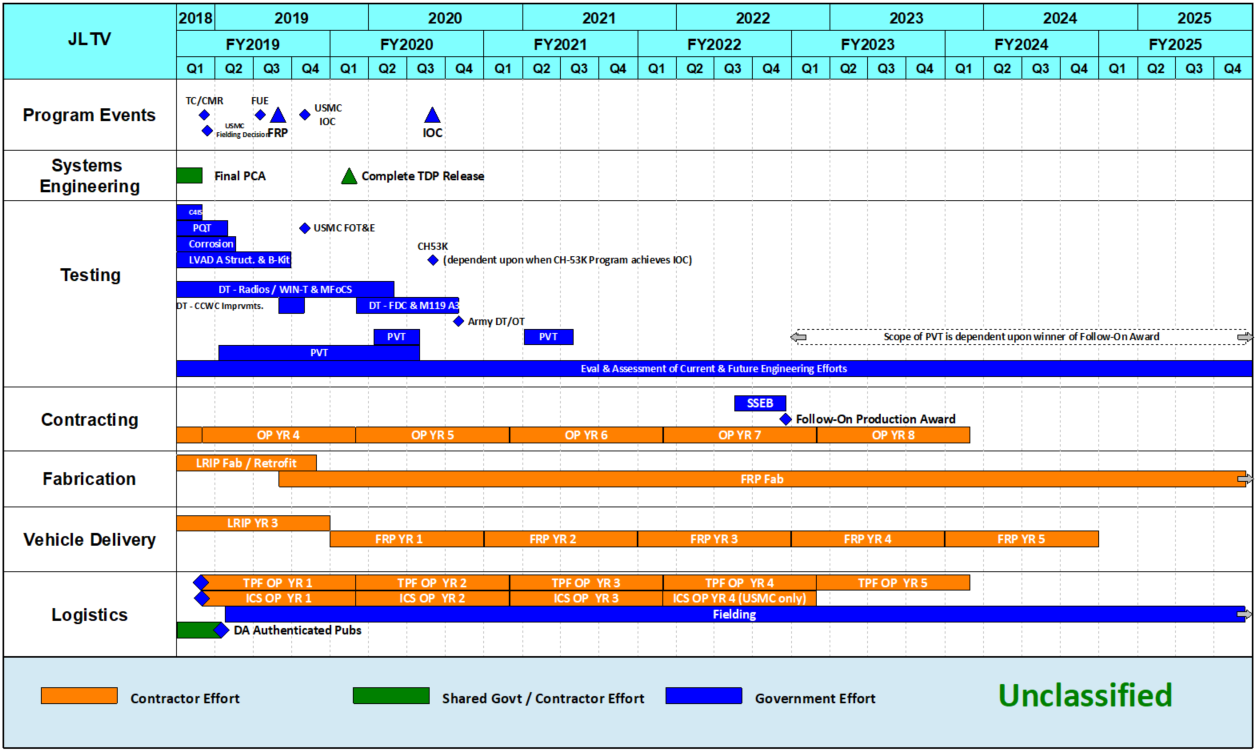 JLTV
2018 2019 2020 2021 2022 2023 2024 2025
FY2019 FY2020 FY2021 FY2022 FY2023 FY2024 FY2025
Q1 Q2 Q3 Q4 Q1 Q2 Q3 Q4 Q1 Q2 Q3 Q4 Q1 Q2 Q3 Q4 Q1 Q2 Q3 Q4 Q1 Q2 Q3 Q4 Q1 Q2 Q3 Q4
Program Events
TC/CMR
FUE
USMC
IOC
USMC
Fielding Decision
FRP
IOC
Systems
Engineering
Final PCA
Complete TDP Release
Testing
C4IS
PQT
USMC FOT&E
Corrosion
CH53K
LVAD A Struct. & B-Kit
(dependent upon when CH-53K Program achieves IOC)
DT - Radios / WIN-T & MFoCS
DT - CCWC Imprvmts.
DT - FDC & M119 A3
Army DT/OT
PVT
PVT
Scope of PVT is dependent upon winner of Follow-On Award
PVT
Eval & Assessment of Current & Future Engineering Efforts
Contracting
SSEB
Follow-On Production Award
OP YR 4 OP YR 5 OP YR 6 OP YR 7 OP YR 8
Fabrication
LRIP Fab / Retrofit
FRP Fab
Vehicle Delivery
LRIP YR 3
FRP YR 1 FRP YR 2 FRP YR 3 FRP YR 4 FRP YR 5
Logistics
TPF OP YR 1 TPF OP YR 2 TPF OP YR 3 TPF OP YR 4 TPF OP YR 5
ICS OP YR 1 ICS OP YR 2 ICS OP YR 3 ICS OP YR 4 (USMC only)
Fielding
DA Authenticated Pubs
Contractor Effort
Shared Govt / Contractor Effort
Government Effort
Unclassified